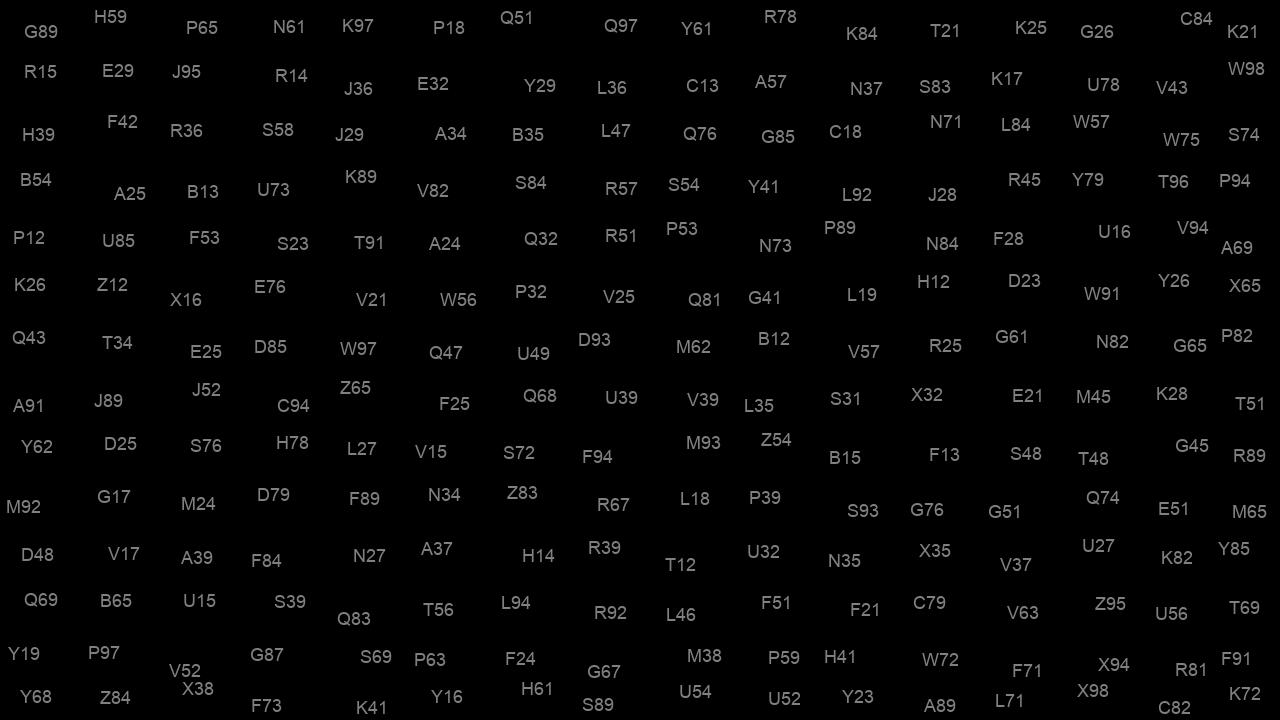 G89 H59 P65 N61 K97 P18 Q51 Q97 Y61 R78 K84 T21 K25 G26 C84 K21
R15 E29 J95 R14 J36 E32 Y29 L36 C13 A57 N37 S83 K17 U78 V43 W98
H39 F42 R36 S58 J29 A34 B35 L47 Q76 G85 C18 N71 L84 W57 W75 S74
B54 A25 B13 U73 K89 V82 S84 R57 S54 Y41 L92 J28 R45 Y79 T96 P94
P12 U85 F53 S23 T91 A24 Q32 R51 P53 N73 P89 N84 F28 U16 V94 A69
K26 Z12 X16 E76 V21 W56 P32 V25 Q81 G41 L19 H12 D23 W91 Y26 X65
Q43 T34 E25 D85 W97 Q47 U49 D93 M62 B12 V57 R25 G61 N82 G65 P82
A91 J89 J52 C94 Z65 F25 Q68 U39 V39 L35 S31 X32 E21 M45 K28 T51
Y62 D25 S76 H78 L27 V15 S72 F94 M93 Z54 B15 F13 S48 T48 G45 R89
M92 G17 M24 D79 F89 N34 Z83 R67 L18 P39 S93 G76 G51 Q74 E51 M65
D48 V17 A39 F84 N27 A37 H14 R39 T12 U32 N35 X35 V37 U27 K82 Y85
Q69 B65 U15 S39 Q83 T56 L94 R92 L46 F51 F21 C79 V63 Z95 U56 T69
Y19 P97 V52 G87 S69 P63 F24 G67 M38 P59 H41 W72 F71 X94 R81 F91
Y68 Z84 X38 F73 K41 Y16 H61 S89 U54 U52 Y23 A89 L71 X98 C82 K72